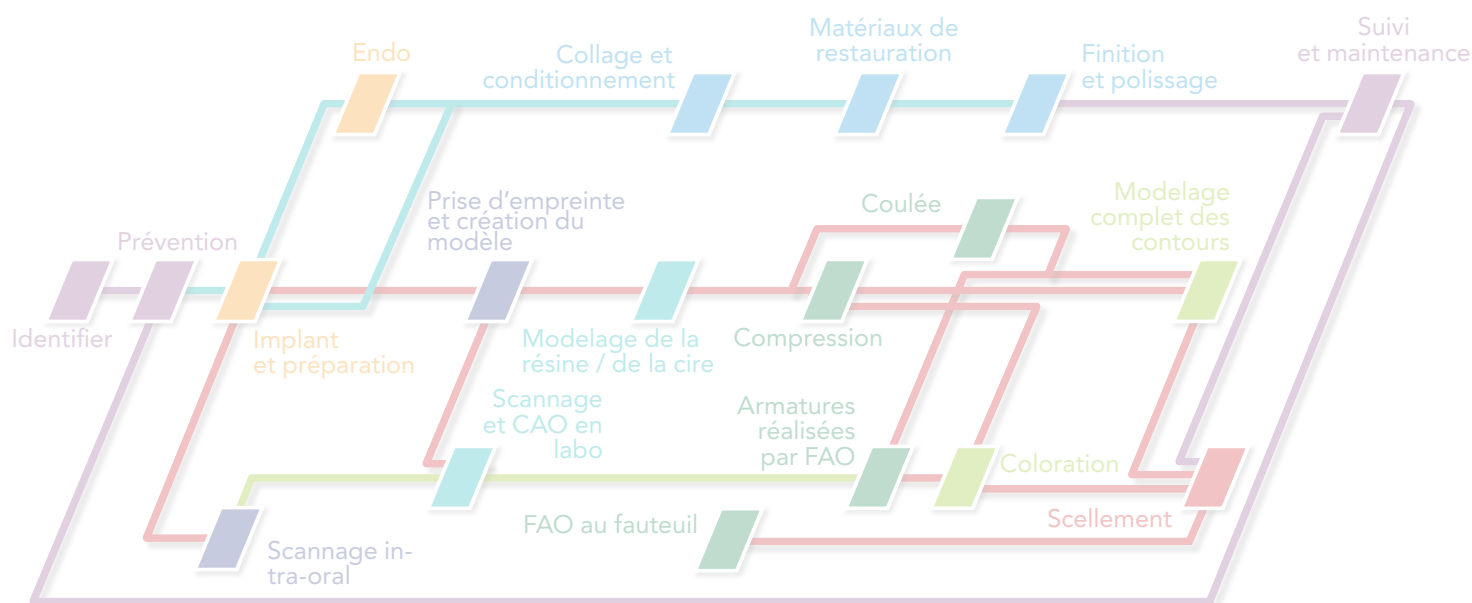 Endo
Collage et
conditionnement
Matériaux de
restauration
Finition
et polissage
Suivi
et maintenance
Prévention
Prise d’empreinte
et création du
modèle
Coulée
Modelage
complet des
contours
Identifier
Implant
et préparation
Modelage de la
résine / de la cire
Compression
Scannage
et CAO en
labo
Armatures
réalisées
par FAO
Coloration
Scellement
FAO au fauteuil
Scannage in-
tra-oral